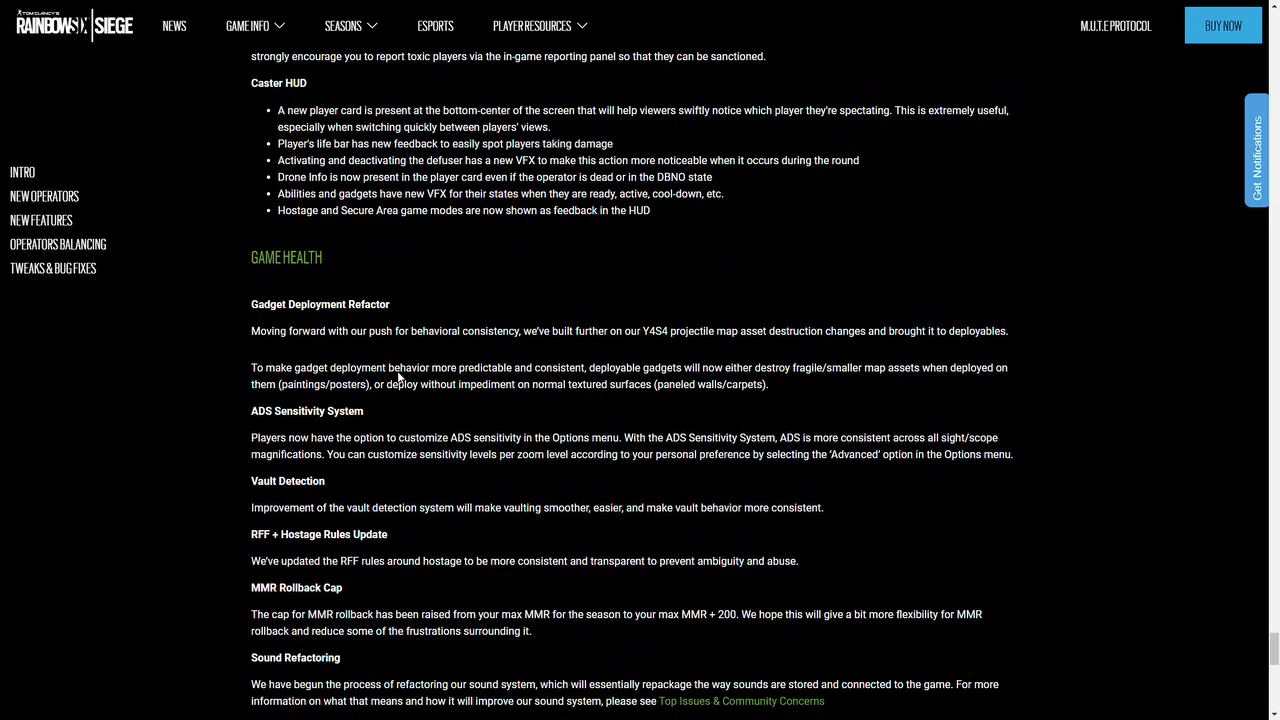 TOM CLANCY'S
RAINBOWSIX | SIEGE
NEWS
GAME INFO
SEASONS
ESPORTS
PLAYER RESOURCES
M.U.T.E PROTOCOL
BUY NOW
Get Notifications
INTRO
NEW OPERATORS
NEW FEATURES
OPERATORS BALANCING
TWEAKS & BUG FIXES
strongly encourage you to report toxic players via the in-game reporting panel so that they can be sanctioned.
Caster HUD
• A new player card is present at the bottom-center of the screen that will help viewers swiftly notice which player they're spectating. This is extremely useful,
especially when switching quickly between players' views.
• Player's life bar has new feedback to easily spot players taking damage
• Activating and deactivating the defuser has a new VFX to make this action more noticeable when it occurs during the round
• Drone Info is now present in the player card even if the operator is dead or in the DBNO state
• Abilities and gadgets have new VFX for their states when they are ready, active, cool-down, etc.
• Hostage and Secure Area game modes are now shown as feedback in the HUD
GAME HEALTH
Gadget Deployment Refactor
Moving forward with our push for behavioral consistency, we've built further on our Y4S4 projectile map asset destruction changes and brought it to deployables.
To make gadget deployment behavior more predictable and consistent, deployable gadgets will now either destroy fragile/smaller map assets when deployed on
them (paintings/posters), or deploy without impediment on normal textured surfaces (paneled walls/carpets).
ADS Sensitivity System
Players now have the option to customize ADS sensitivity in the Options menu. With the ADS Sensitivity System, ADS is more consistent across all sight/scope
magnifications. You can customize sensitivity levels per zoom level according to your personal preference by selecting the 'Advanced' option in the Options menu.
Vault Detection
Improvement of the vault detection system will make vaulting smoother, easier, and make vault behavior more consistent.
RFF + Hostage Rules Update
We've updated the RFF rules around hostage to be more consistent and transparent to prevent ambiguity and abuse.
MMR Rollback Cap
The cap for MMR rollback has been raised from your max MMR for the season to your max MMR + 200. We hope this will give a bit more flexibility for MMR
rollback and reduce some of the frustrations surrounding it.
Sound Refactoring
We have begun the process of refactoring our sound system, which will essentially repackage the way sounds are stored and connected to the game. For more
information on what that means and how it will improve our sound system, please see Top Issues & Community Concerns